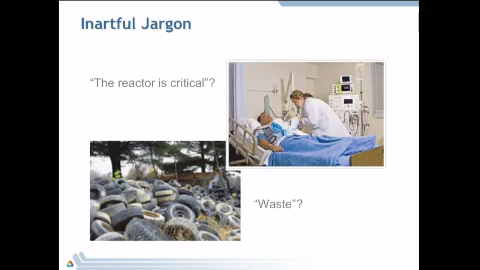 Inartful Jargon
“The reactor is critical”?
“Waste”?